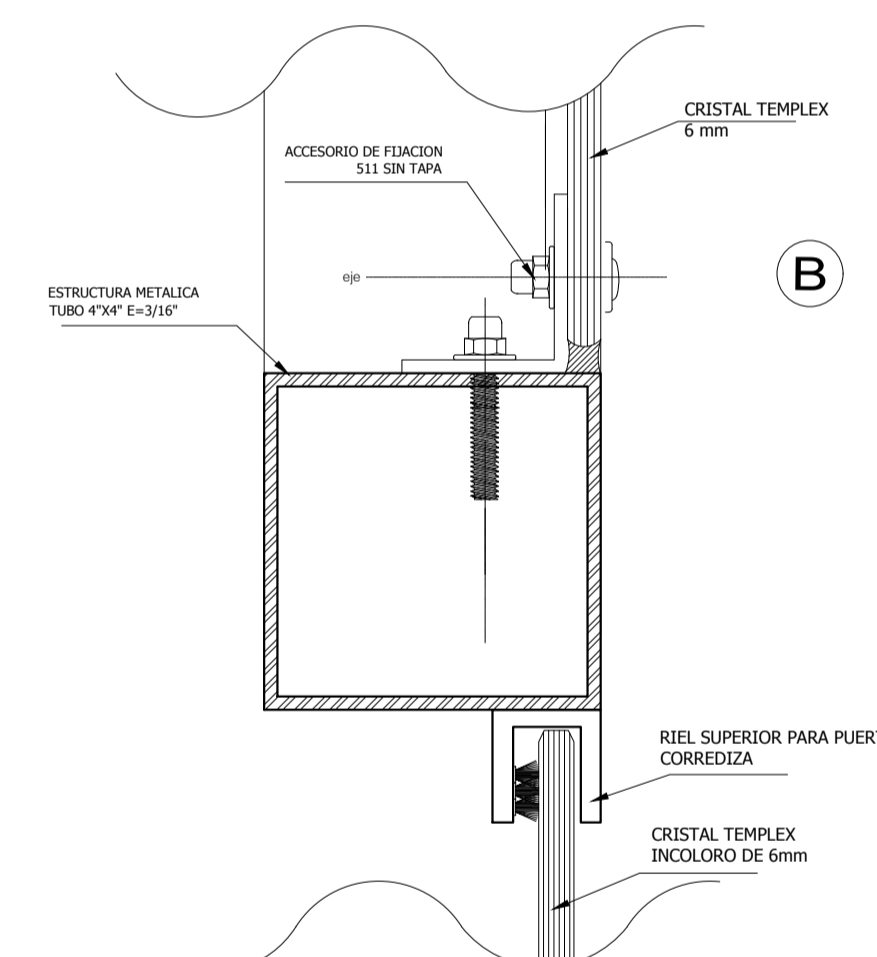 CRISTAL TEMPLEX
6 mm
ACCESORIO DE FIJACION
511 SIN TAPA
B
eje
ESTRUCTURA METALICA
TUBO 4"X4" E=3/16"
RIEL SUPERIOR PARA PUER
CORREDIZA
CRISTAL TEMPLEX
INCOLORO DE 6mm